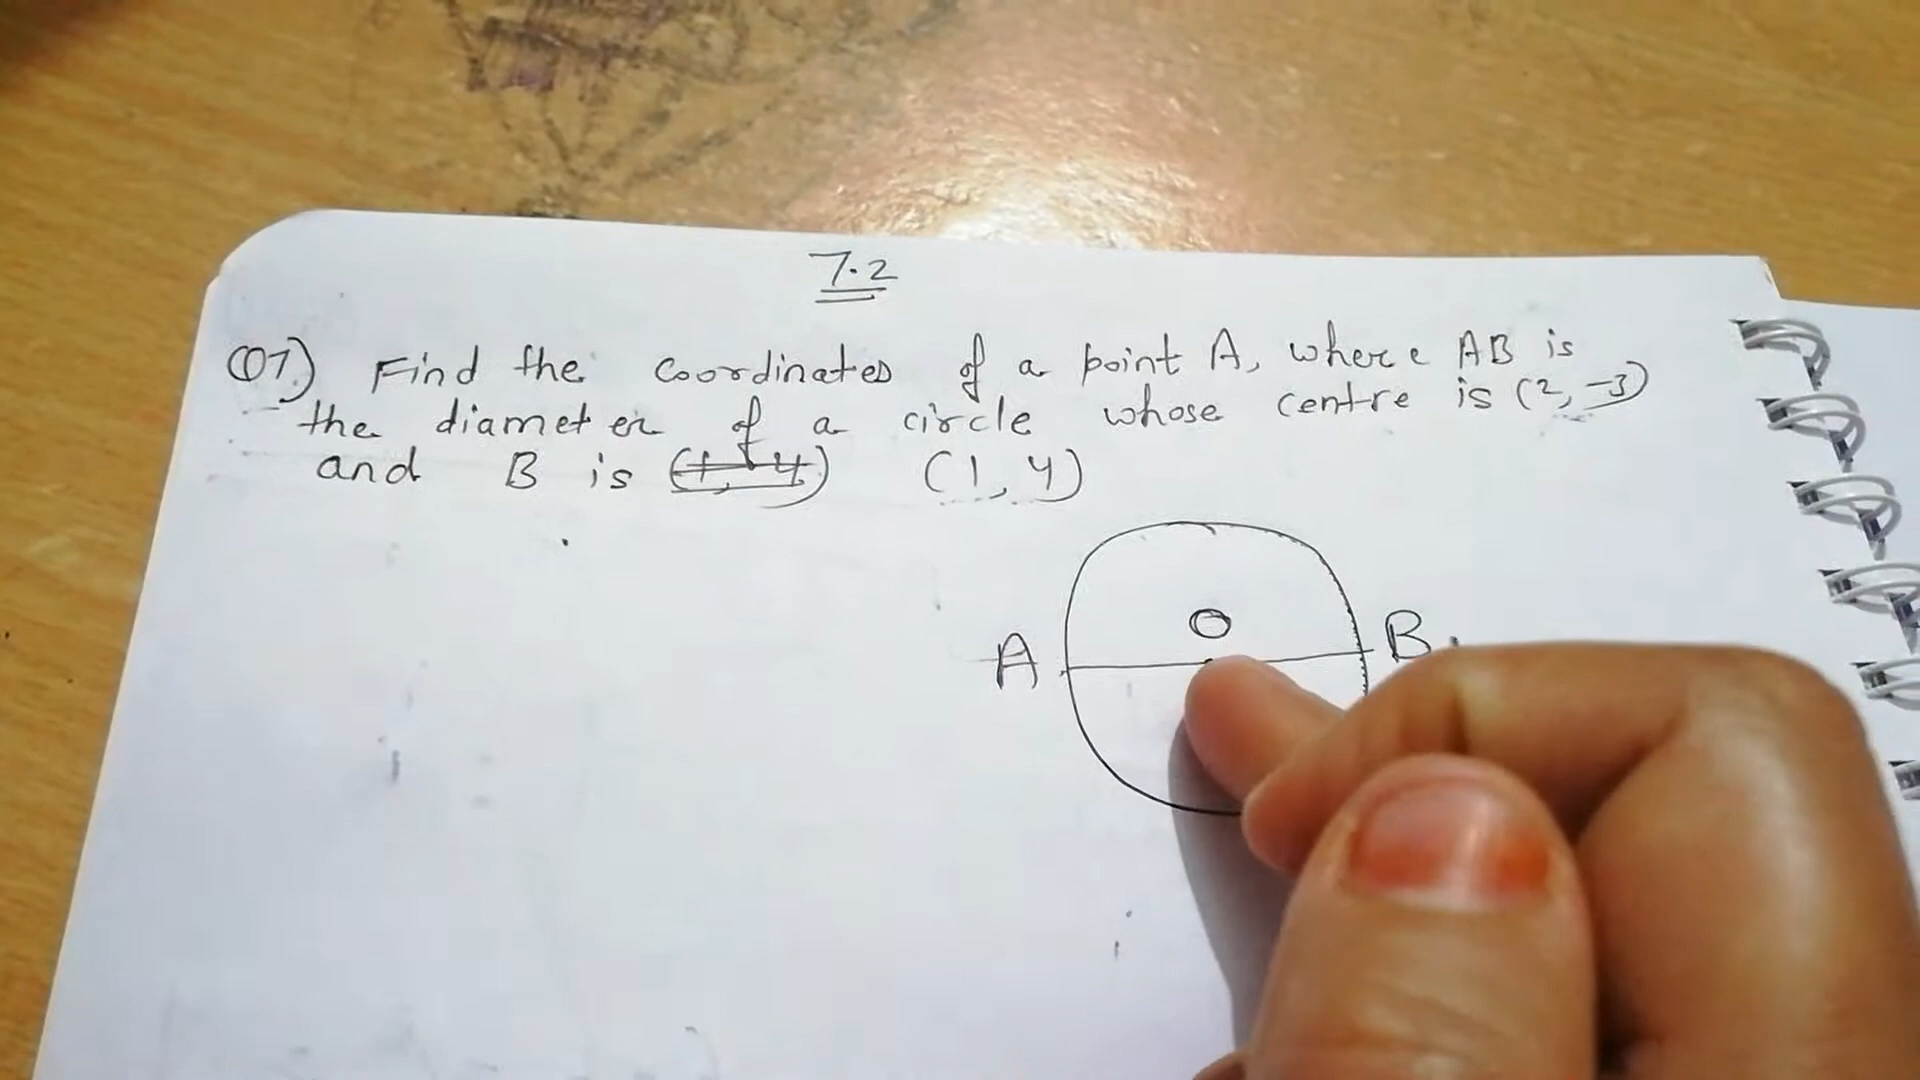 7.2
Q7.) Find the coordinates of a point A, where AB is
the diameter of a circle whose centre is (2, -3)
and B is (1, 4)
O
A B